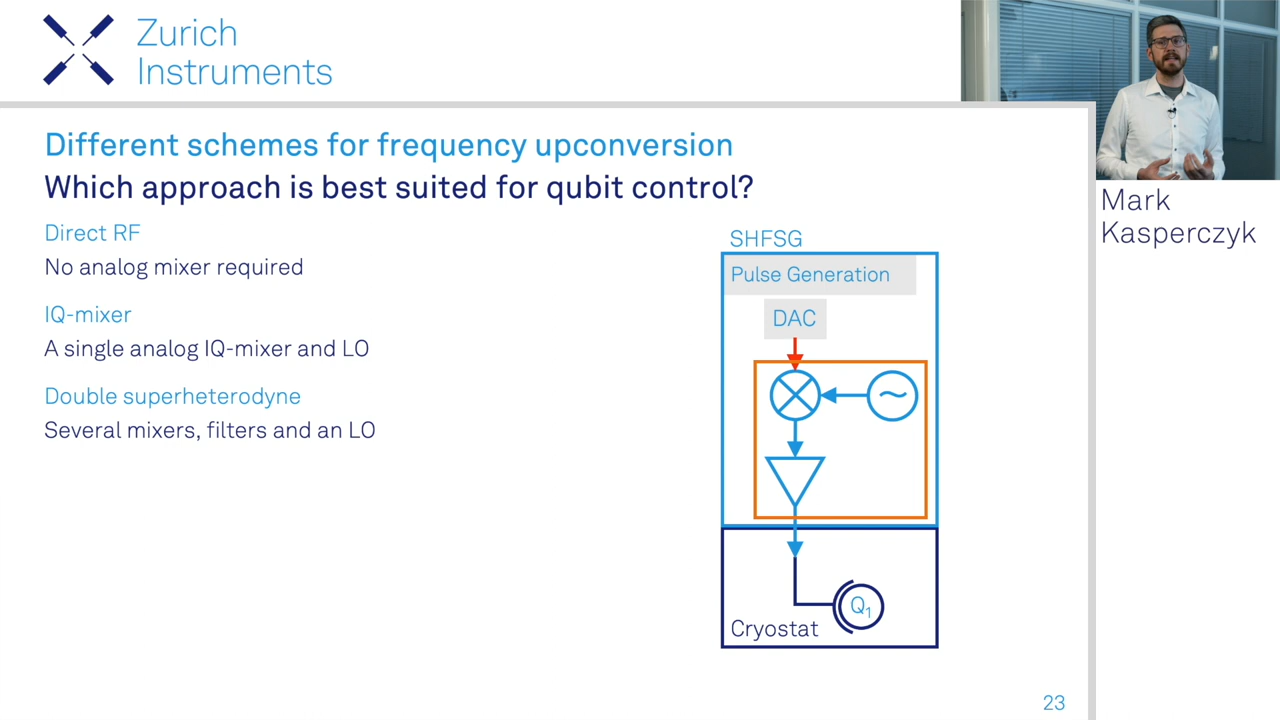 Zurich
Instruments
Different schemes for frequency upconversion
Which approach is best suited for qubit control?
Direct RF
No analog mixer required
IQ-mixer
A single analog IQ-mixer and LO
Double superheterodyne
Several mixers, filters and an LO
SHFSG
Pulse Generation
DAC
Q1
Cryostat
Mark
Kasperczyk
23